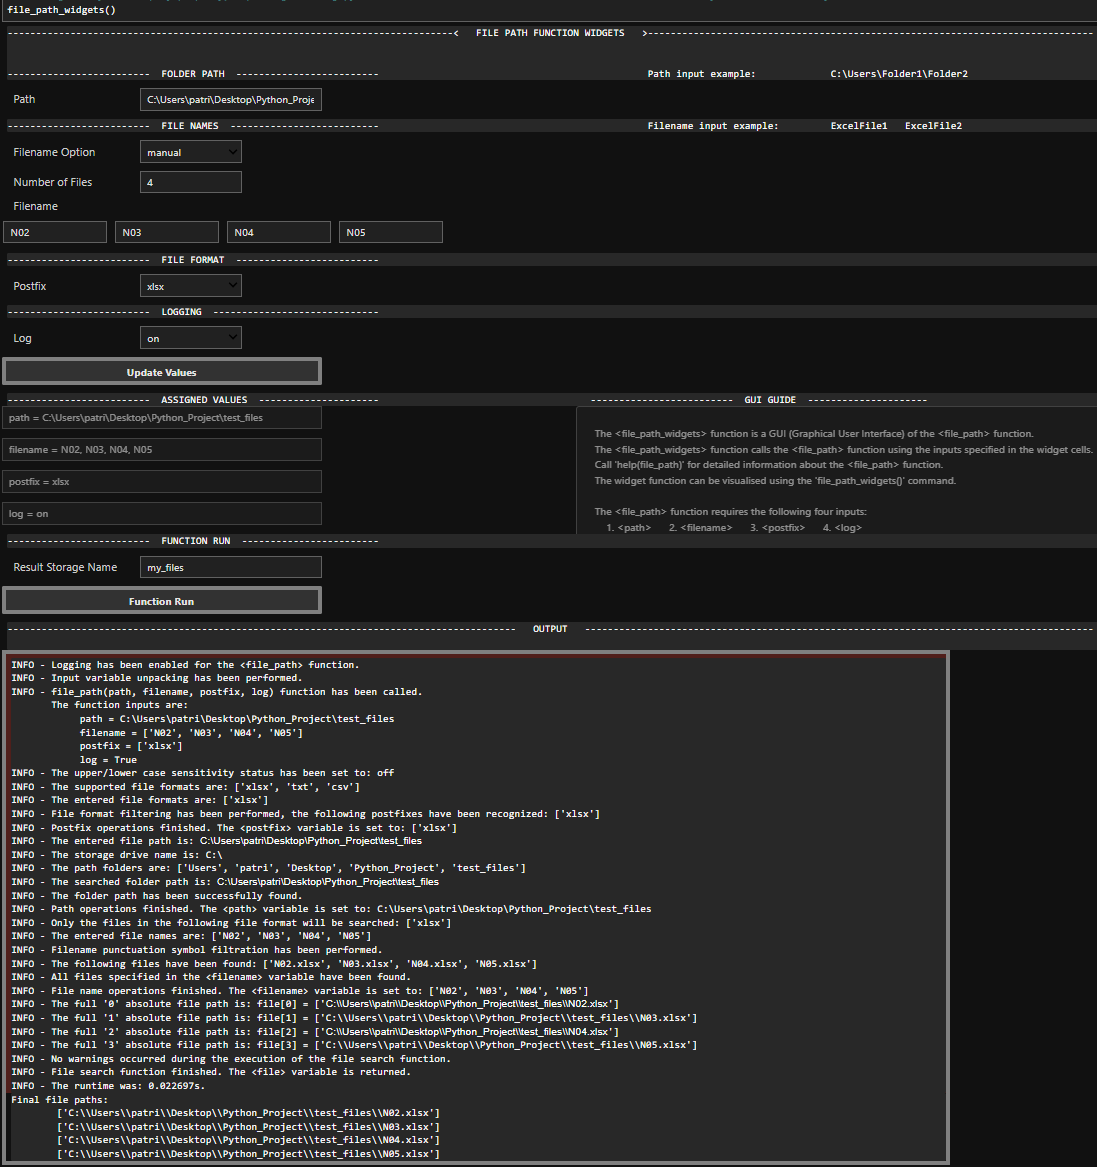 file_path_widgets()
------------------------------------------------------------------------------< FILE PATH FUNCTION WIDGETS >------------------------------------------------------------------------------
------------------------- FOLDER PATH ------------------------- Path input example: C:\Users\Folder1\Folder2
Path C:\Users\patri\Desktop\Python_Proje
------------------------- FILE NAMES -------------------------- Filename input example: ExcelFile1 ExcelFile2
Filename Option manual
Number of Files 4
Filename
N02 N03 N04 N05
------------------------- FILE FORMAT -------------------------
Postfix xlsx
------------------------- LOGGING -----------------------------
Log on
Update Values
------------------------- ASSIGNED VALUES --------------------- ------------------------- GUI GUIDE ---------------------
path = C:\Users\patri\Desktop\Python_Project\test_files
filename = N02, N03, N04, N05
postfix = xlsx
log = on
The <file_path_widgets> function is a GUI (Graphical User Interface) of the <file_path> function.
The <file_path_widgets> function calls the <file_path> function using the inputs specified in the widget cells.
Call 'help(file_path)' for detailed information about the <file_path> function.
The widget function can be visualised using the 'file_path_widgets()' command.
The <file_path> function requires the following four inputs:
1. <path> 2. <filename> 3. <postfix> 4. <log>
------------------------- FUNCTION RUN ------------------------
Result Storage Name my_files
Function Run
----------------------------------------------------------------------------------------- OUTPUT -----------------------------------------------------------------------------------------
INFO - Logging has been enabled for the <file_path> function.
INFO - Input variable unpacking has been performed.
INFO - file_path(path, filename, postfix, log) function has been called.
The function inputs are:
path = C:\Users\patri\Desktop\Python_Project\test_files
filename = ['N02', 'N03', 'N04', 'N05']
postfix = ['xlsx']
log = True
INFO - The upper/lower case sensitivity status has been set to: off
INFO - The supported file formats are: ['xlsx', 'txt', 'csv']
INFO - The entered file formats are: ['xlsx']
INFO - File format filtering has been performed, the following postfixes have been recognized: ['xlsx']
INFO - Postfix operations finished. The <postfix> variable is set to: ['xlsx']
INFO - The entered file path is: C:\Users\patri\Desktop\Python_Project\test_files
INFO - The storage drive name is: C:\
INFO - The path folders are: ['Users', 'patri', 'Desktop', 'Python_Project', 'test_files']
INFO - The searched folder path is: C:\Users\patri\Desktop\Python_Project\test_files
INFO - The folder path has been successfully found.
INFO - Path operations finished. The <path> variable is set to: C:\Users\patri\Desktop\Python_Project\test_files
INFO - Only the files in the following file format will be searched: ['xlsx']
INFO - The entered file names are: ['N02', 'N03', 'N04', 'N05']
INFO - Filename punctuation symbol filtration has been performed.
INFO - The following files have been found: ['N02.xlsx', 'N03.xlsx', 'N04.xlsx', 'N05.xlsx']
INFO - All files specified in the <filename> variable have been found.
INFO - File name operations finished. The <filename> variable is set to: ['N02', 'N03', 'N04', 'N05']
INFO - The full '0' absolute file path is: file[0] = ['C:\\Users\\patri\\Desktop\\Python_Project\\test_files\\N02.xlsx']
INFO - The full '1' absolute file path is: file[1] = ['C:\\Users\\patri\\Desktop\\Python_Project\\test_files\\N03.xlsx']
INFO - The full '2' absolute file path is: file[2] = ['C:\\Users\\patri\\Desktop\\Python_Project\\test_files\\N04.xlsx']
INFO - The full '3' absolute file path is: file[3] = ['C:\\Users\\patri\\Desktop\\Python_Project\\test_files\\N05.xlsx']
INFO - No warnings occurred during the execution of the file search function.
INFO - File search function finished. The <file> variable is returned.
INFO - The runtime was: 0.022697s.
Final file paths:
['C:\\Users\\patri\\Desktop\\Python_Project\\test_files\\N02.xlsx']
['C:\\Users\\patri\\Desktop\\Python_Project\\test_files\\N03.xlsx']
['C:\\Users\\patri\\Desktop\\Python_Project\\test_files\\N04.xlsx']
['C:\\Users\\patri\\Desktop\\Python_Project\\test_files\\N05.xlsx']